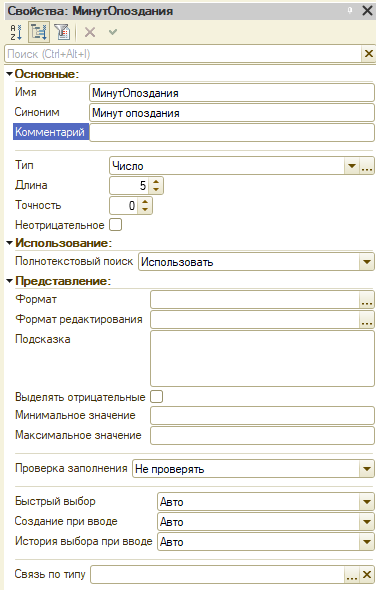 Свойства: МинутОпоздания
Поиск (Ctrl+Alt+I)
Основные:
Имя МинутОпоздания
Синоним Минут опоздания
Комментарий
Тип Число
Длина 5
Точность 0
Неотрицательное
Использование:
Полнотекстовый поиск Использовать
Представление:
Формат
Формат редактирования
Подсказка
Выделять отрицательные
Минимальное значение
Максимальное значение
Проверка заполнения Не проверять
Быстрый выбор Авто
Создание при вводе Авто
История выбора при вводе Авто
Связь по типу